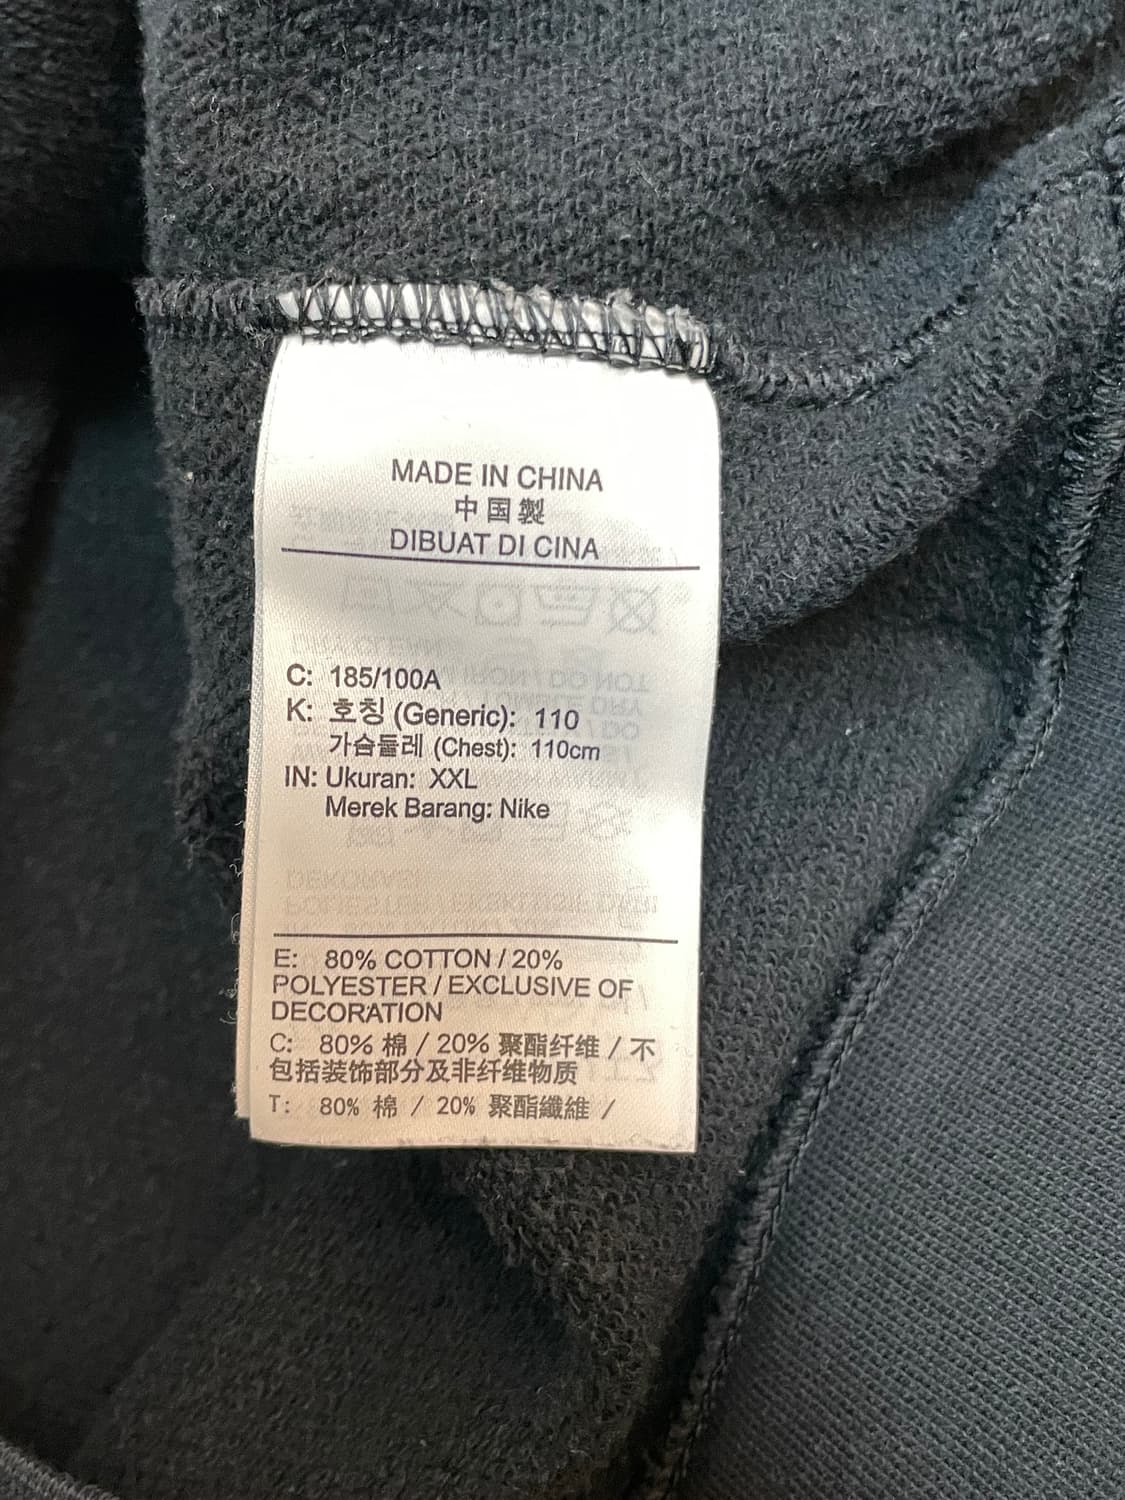 MADE IN CHINA
中国製
DIBUAT DI CINA
C: 185/100A
K: 호칭 (Generic): 110
가슴둘레 (Chest): 110cm
IN: Ukuran: XXL
Merek Barang: Nike
E: 80% COTTON / 20%
POLYESTER / EXCLUSIVE OF
DECORATION
C: 80% 棉 / 20% 聚酯纤维 / 不
包括装饰部分及非纤维物质
T: 80% 棉 / 20% 聚酯纖維 /